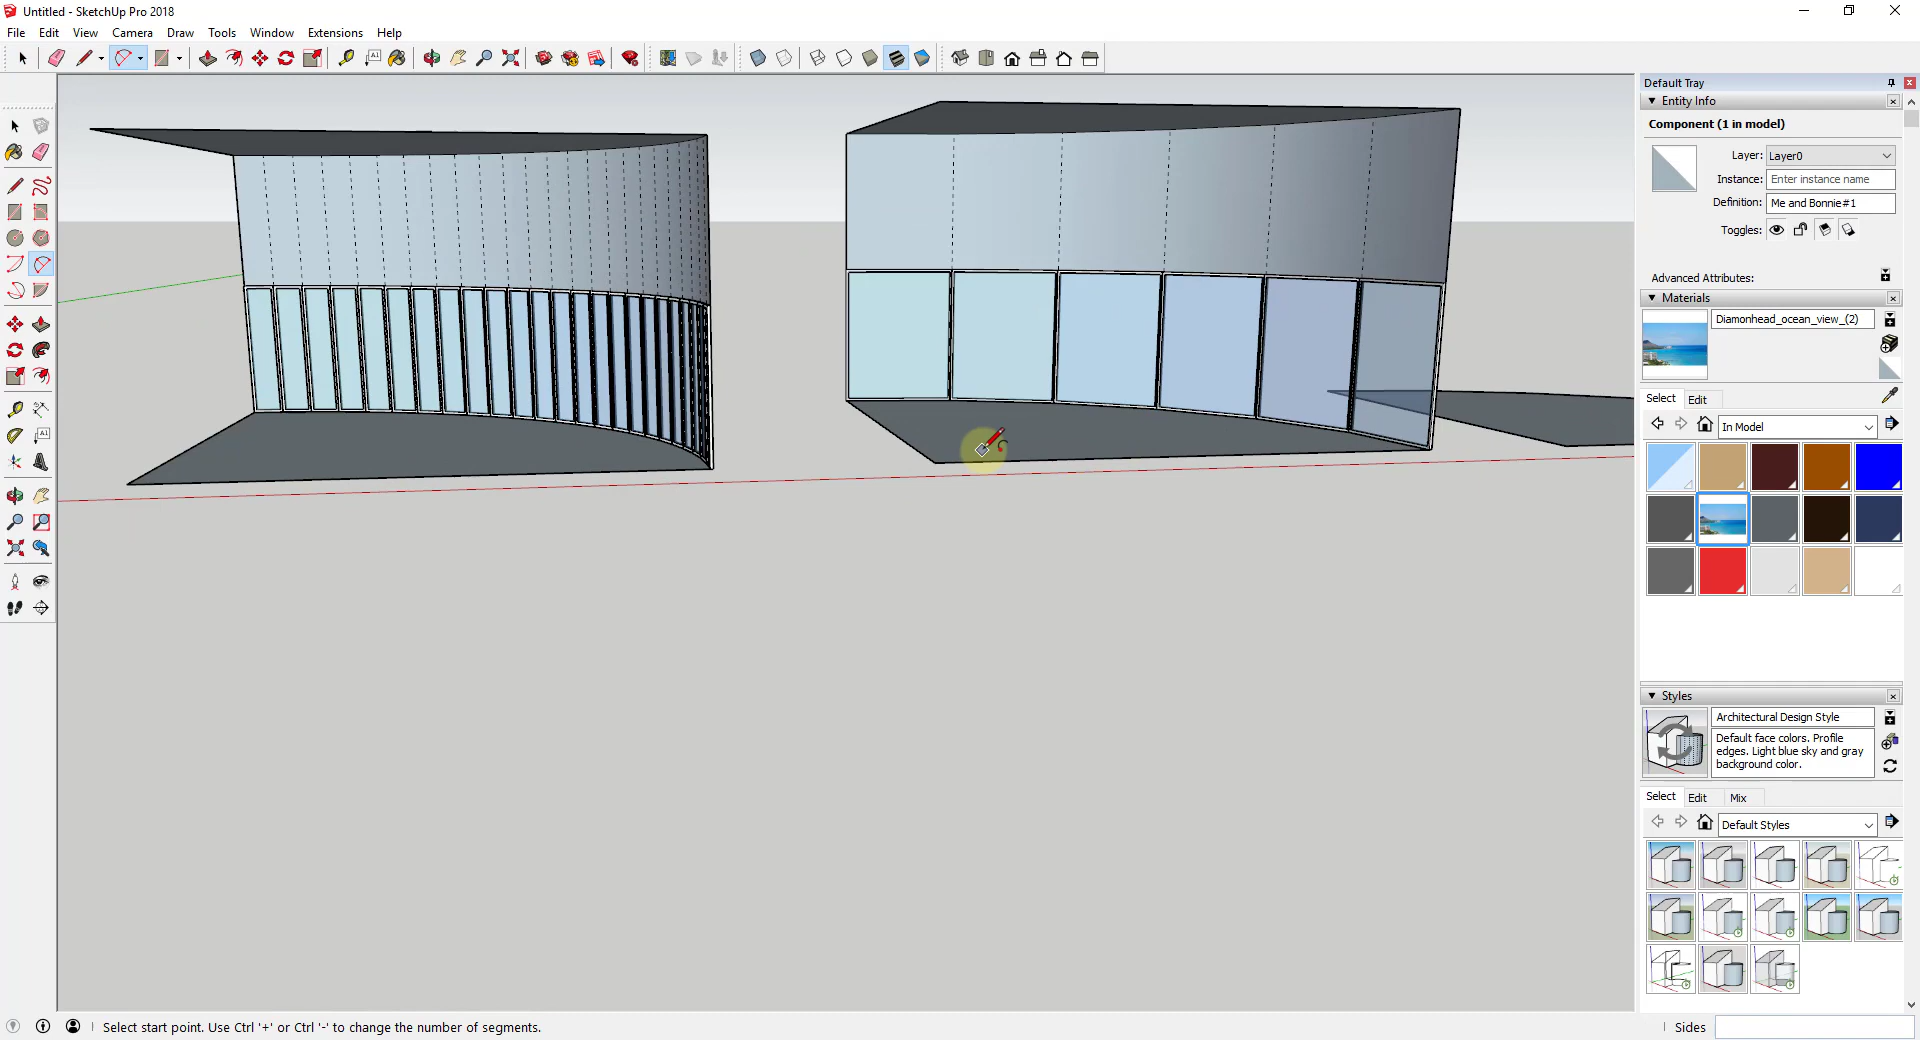 Untitled - SketchUp Pro 2018
File Edit View Camera Draw Tools Window Extensions Help
Default Tray
Entity Info
Component (1 in model)
Layer: Layer0
Instance: Enter instance name
Definition: Me and Bonnie#1
Toggles:
Advanced Attributes:
Materials
Diamonhead_ocean_view_(2)
Select Edit
In Model
Styles
Architectural Design Style
Default face colors. Profile
edges. Light blue sky and gray
background color.
Select Edit Mix
Default Styles
Select start point. Use Ctrl '+' or Ctrl '-' to change the number of segments.
Sides